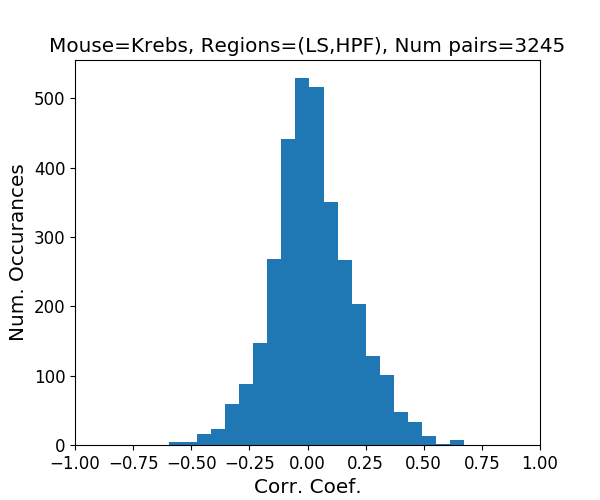 Mouse=Krebs, Regions=(LS,HPF), Num pairs=3245
500
400
300
200
100
0
Num. Occurances
−1.00 −0.75 −0.50 −0.25 0.00 0.25 0.50 0.75 1.00
Corr. Coef.